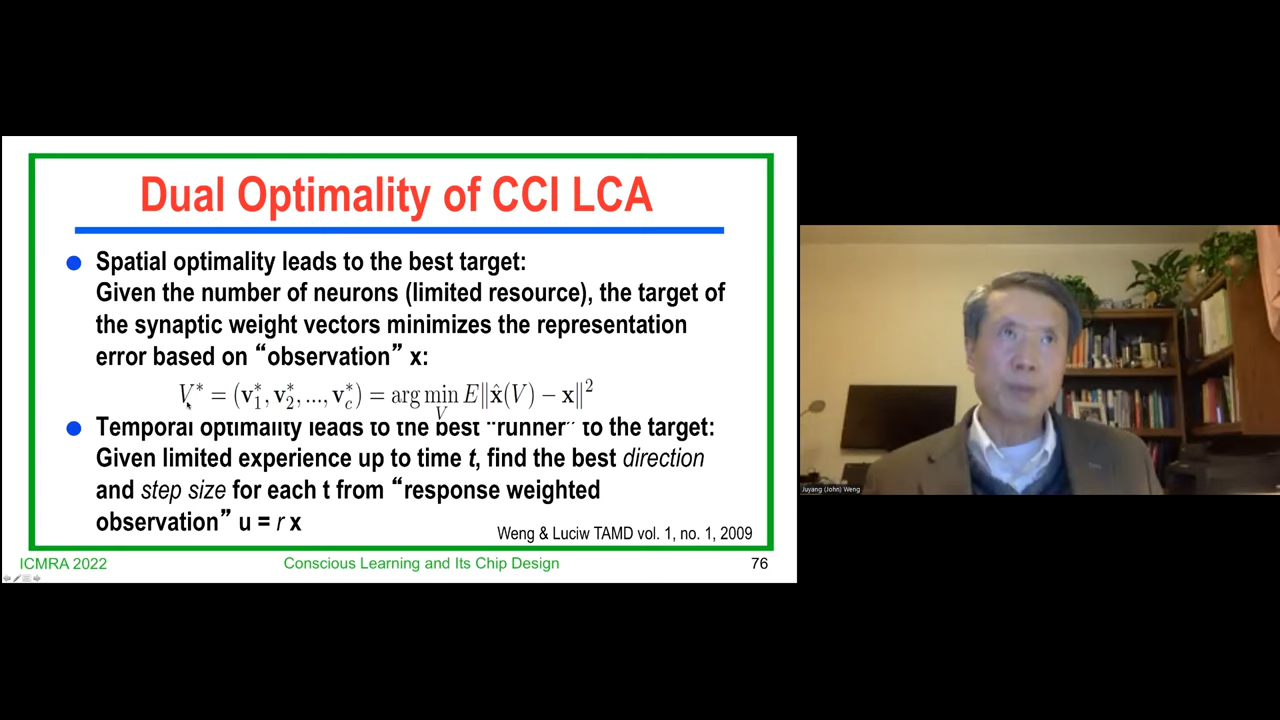 Dual Optimality of CCI LCA
Spatial optimality leads to the best target:
Given the number of neurons (limited resource), the target of
the synaptic weight vectors minimizes the representation
error based on “observation” x:
V* = (v₁*, v₂*, ..., v_c*) = arg min_V E‖x̂(V) − x‖²
Temporal optimality leads to the best “runner” to the target:
Given limited experience up to time t, find the best direction
and step size for each t from “response weighted
observation” u = r x
Weng & Luciw TAMD vol. 1, no. 1, 2009
ICMRA 2022 Conscious Learning and Its Chip Design 76
Juyang (John) Weng